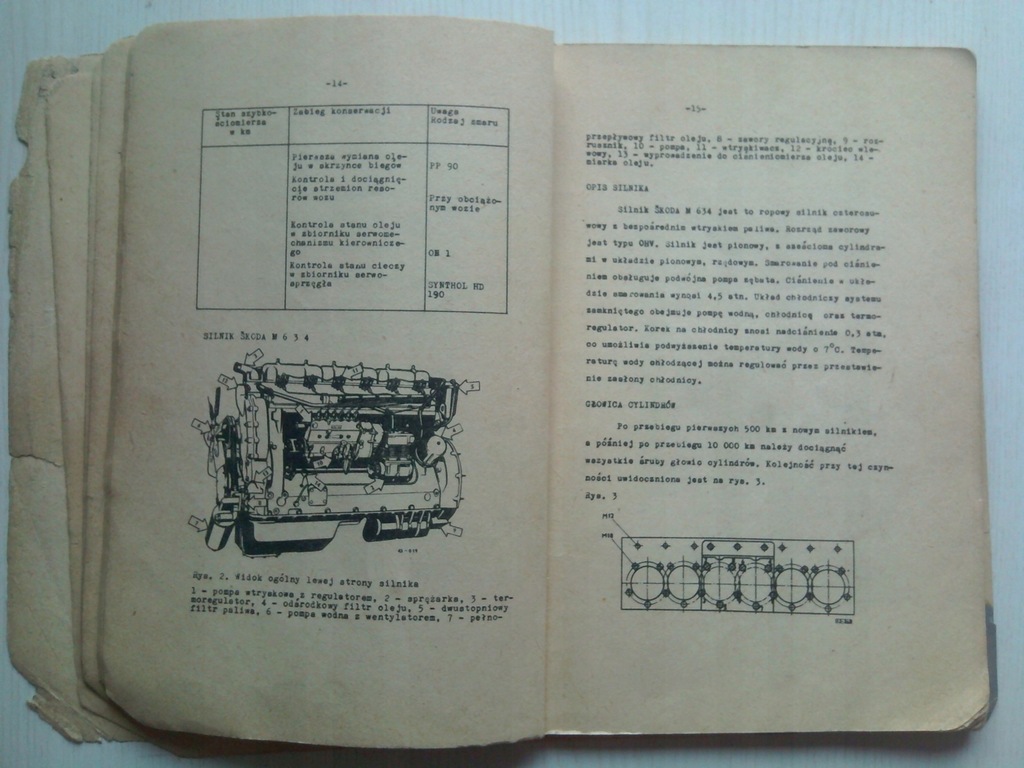 -14-
Stan szybko-
ściomierza
w km
Zabieg konserwacji
Uwaga
Rodzaj smaru
Pierwsza wymiana ole-
ju w skrzynce biegów
PP 90
Kontrola i dociągnię-
cie strzemion reso-
rów wozu
Przy obciążo-
nym wozie
Kontrola stanu oleju
w zbiorniku serwome-
chanizmu kierownicze-
go
ON 1
Kontrola stanu cieczy
w zbiorniku serwo-
sprzęgła
SYNTHOL HD
190
SILNIK ŠKODA M 6 3 4
Rys. 2. Widok ogólny lewej strony silnika
1 - pompa wtryskowa z regulatorem, 2 - sprężarka, 3 - ter-
moregulator, 4 - odśrodkowy filtr oleju, 5 - dwustopniowy
filtr paliwa, 6 - pompa wodna z wentylatorem, 7 - pełno-
-15-
przepływowy filtr oleju, 8 - zawory regulacyjne, 9 - roz-
rusznik, 10 - pompa, 11 - wtryskiwacz, 12 - króciec wle-
wowy, 13 - wyprowadzenie do ciśnieniomierza oleju, 14 -
miarka oleju.
OPIS SILNIKA
Silnik ŠKODA M 634 jest to ropowy silnik czterosu-
wowy z bezpośrednim wtryskiem paliwa. Rozrząd zaworowy
jest typu OHV. Silnik jest pionowy, z sześcioma cylindra-
mi w układzie pionowym, rzędowym. Smarowanie pod ciśnie-
niem obsługuje podwójna pompa zębata. Ciśnienie w ukła-
dzie smarowania wynosi 4,5 atn. Układ chłodniczy systemu
zamkniętego obejmuje pompę wodną, chłodnicę oraz termo-
regulator. Korek na chłodnicy znosi nadciśnienie 0,3 atm,
co umożliwia podwyższenie temperatury wody o 7°C. Tempe-
raturę wody chłodzącej można regulować przez przestawie-
nie zasłony chłodnicy.
GŁOWICA CYLINDRÓW
Po przebiegu pierwszych 500 km z nowym silnikiem,
a później po przebiegu 10 000 km należy dociągnąć
wszystkie śruby głowic cylindrów. Kolejność przy tej czyn-
ności uwidoczniona jest na rys. 3.
Rys. 3
M12
M18